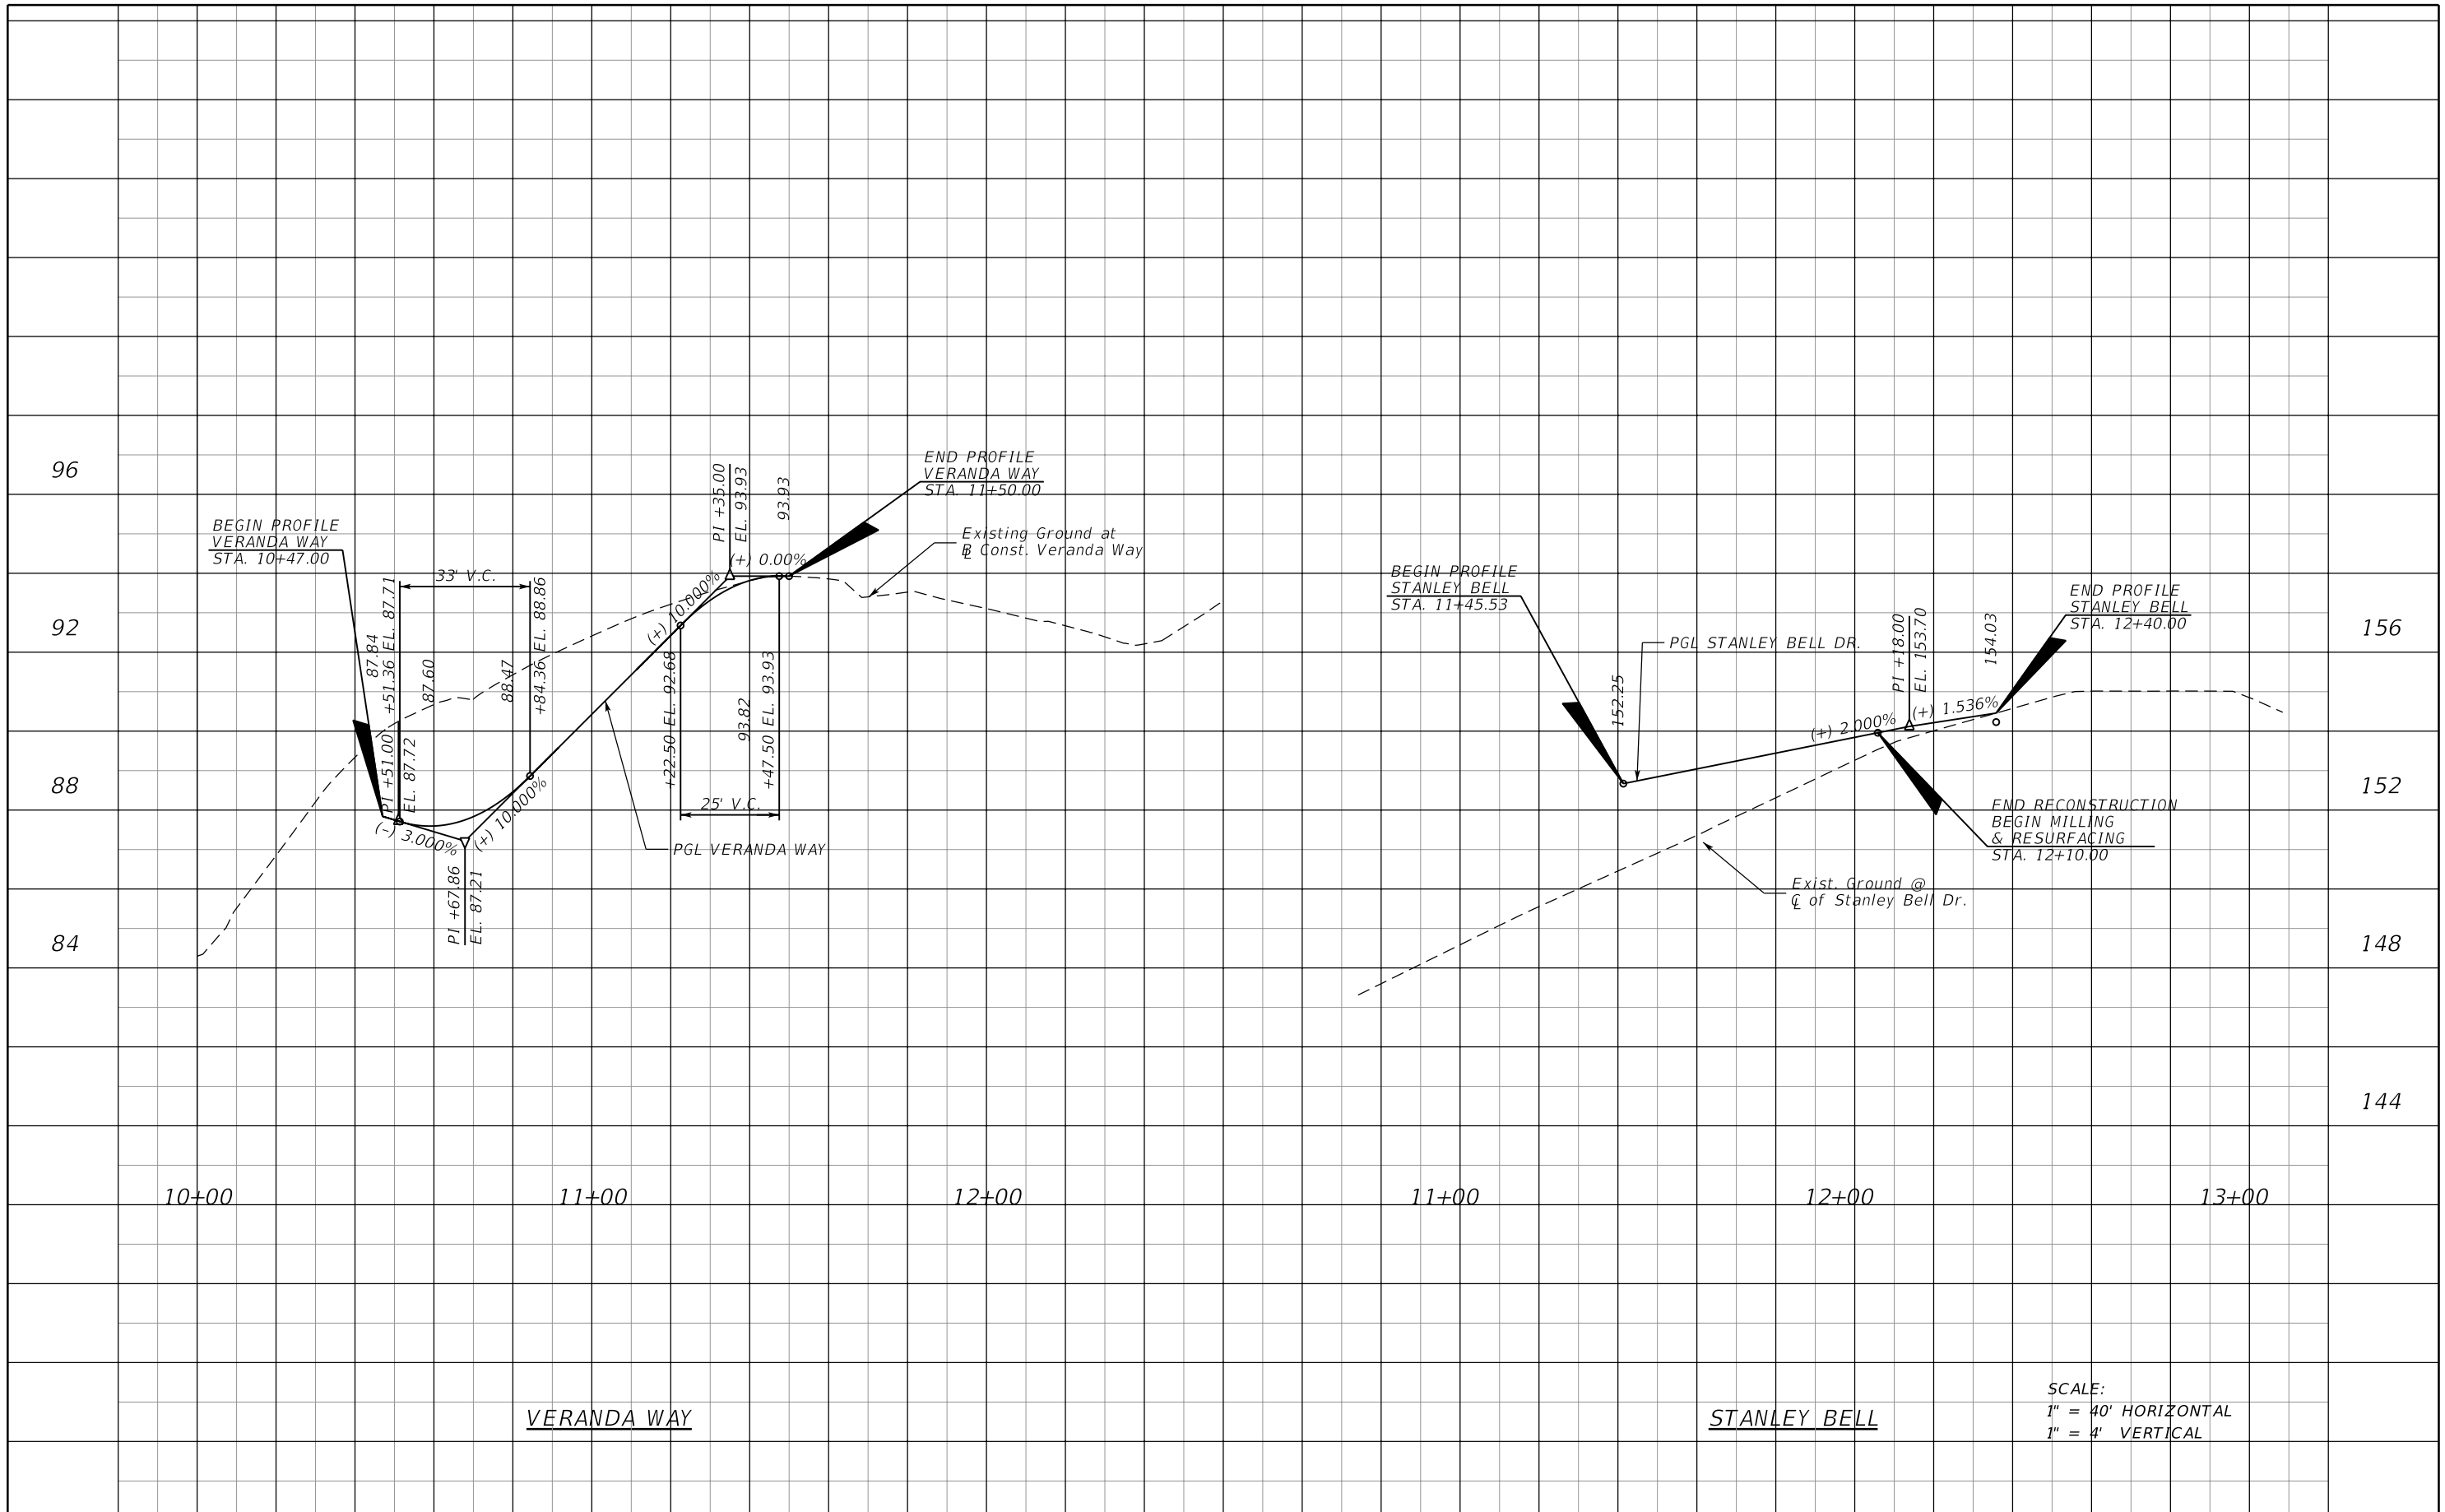 96
92
88
84
BEGIN PROFILE
VERANDA WAY
STA. 10+47.00
87.84
+51.36 EL. 87.71
PI +51.00
EL. 87.72
33' V.C.
87.60
88.47
+84.36 EL. 88.86
(-) 3.000%
(+) 10.000%
PI +67.86
EL. 87.21
(+) 10.000%
PI +35.00
EL. 93.93
93.93
(+) 0.00%
+22.50 EL. 92.68
93.82
+47.50 EL. 93.93
25' V.C.
PGL VERANDA WAY
END PROFILE
VERANDA WAY
STA. 11+50.00
Existing Ground at
℄ Const. Veranda Way
BEGIN PROFILE
STANLEY BELL
STA. 11+45.53
152.25
PGL STANLEY BELL DR.
(+) 2.000%
PI +18.00
EL. 153.70
(+) 1.536%
154.03
END PROFILE
STANLEY BELL
STA. 12+40.00
END RECONSTRUCTION
BEGIN MILLING
& RESURFACING
STA. 12+10.00
Exist. Ground @
℄ of Stanley Bell Dr.
156
152
148
144
10+00
11+00
12+00
11+00
12+00
13+00
VERANDA WAY
STANLEY BELL
SCALE:
1" = 40' HORIZONTAL
1" = 4' VERTICAL